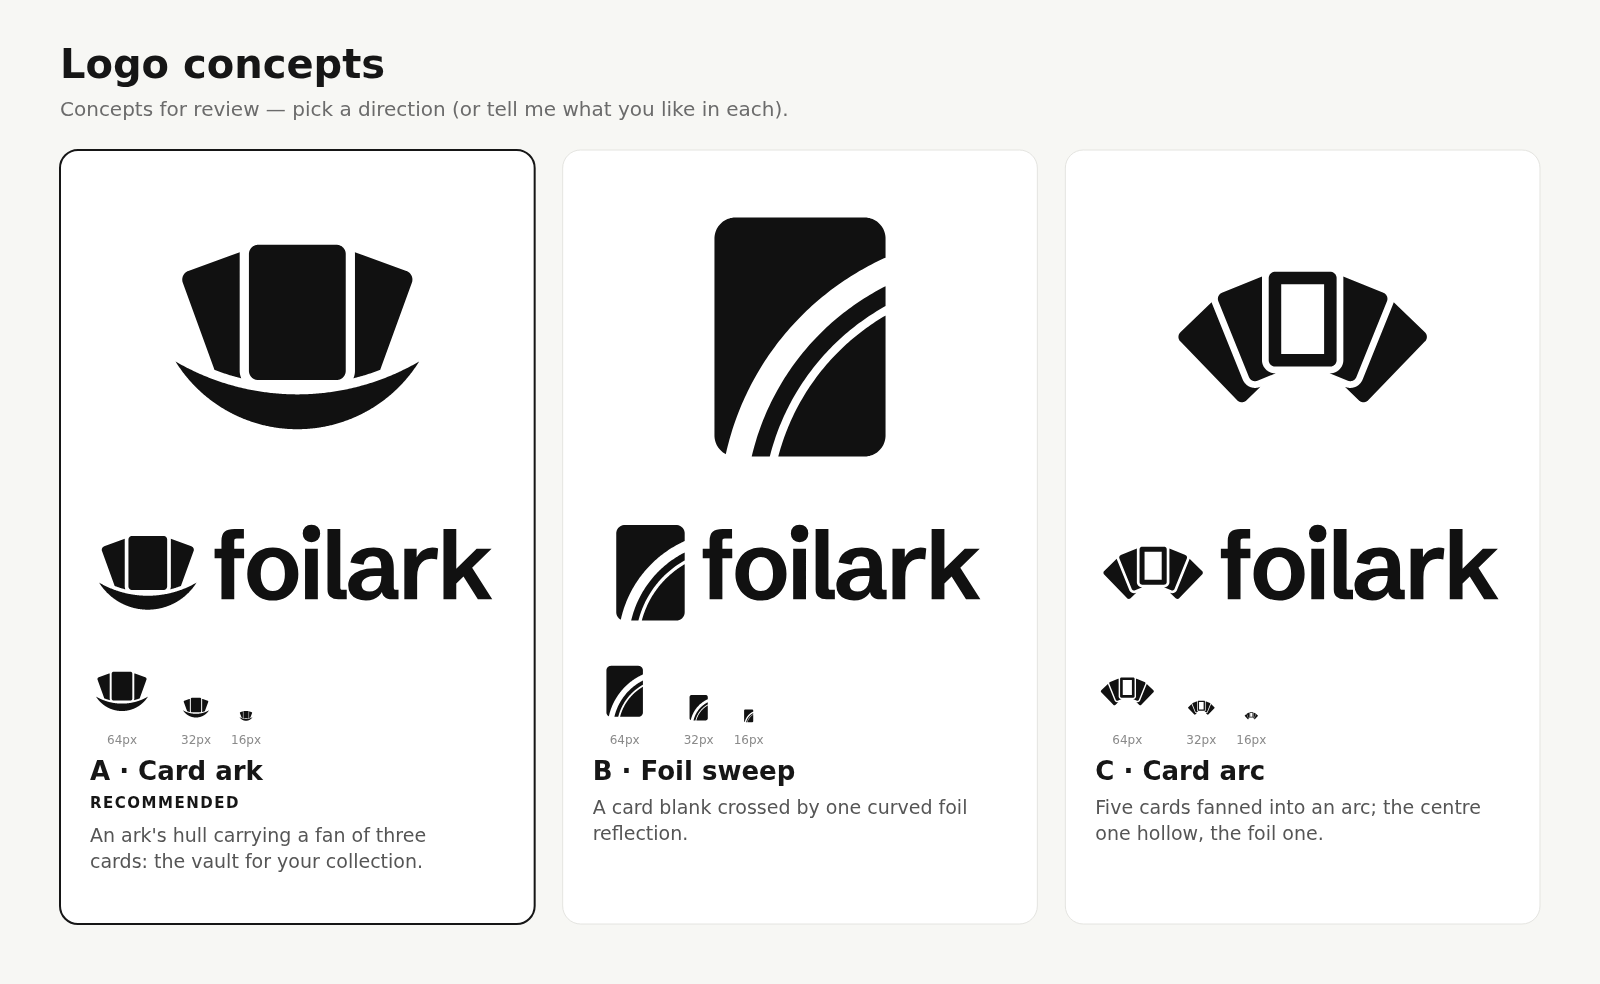 Logo concepts
Concepts for review — pick a direction (or tell me what you like in each).
foilark
64px 32px 16px
A · Card ark
RECOMMENDED
An ark's hull carrying a fan of three
cards: the vault for your collection.
foilark
64px 32px 16px
B · Foil sweep
A card blank crossed by one curved foil
reflection.
foilark
64px 32px 16px
C · Card arc
Five cards fanned into an arc; the centre
one hollow, the foil one.